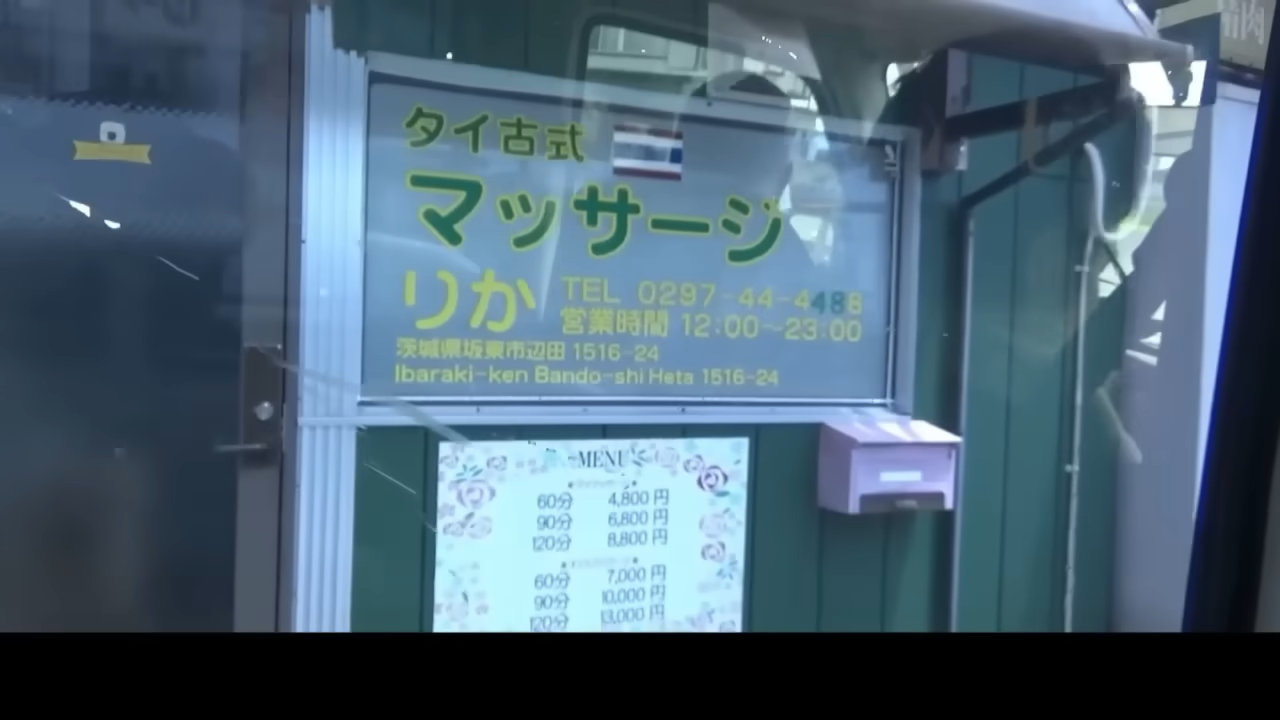 タイ古式
マッサージ
りか
TEL 0297-44-4488
営業時間 12:00~23:00
茨城県坂東市辺田 1516-24
Ibaraki-ken Bando-shi Heta 1516-24
MENU
60分 4,800円
90分 6,800円
120分 8,800円
60分 7,000円
90分 10,000円
120分 13,000円